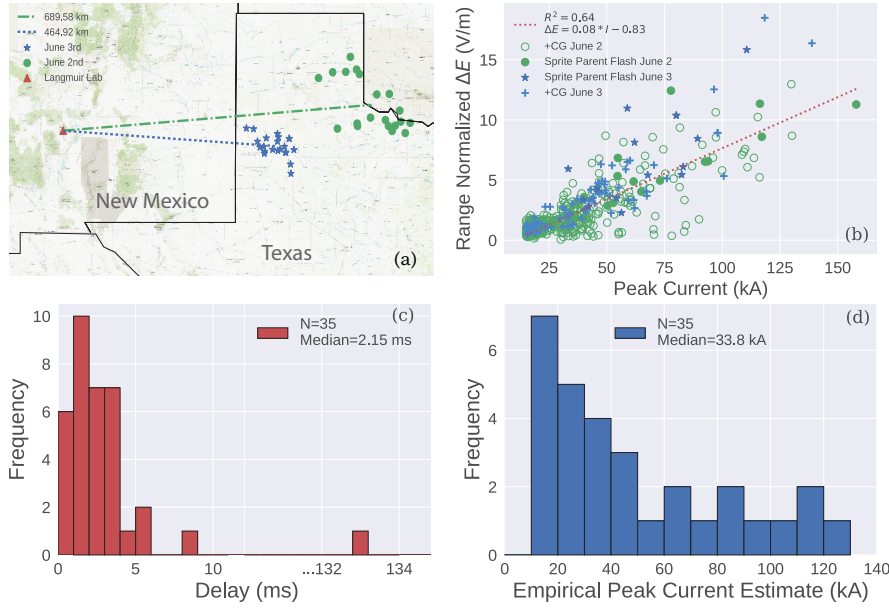 689.58 km
464.92 km
June 3rd
June 2nd
Langmuir Lab
New Mexico
Texas
(a)
Range Normalized ΔE (V/m)
20
15
10
5
0
R² = 0.64
ΔE = 0.08 * I − 0.83
+CG June 2
Sprite Parent Flash June 2
Sprite Parent Flash June 3
+CG June 3
(b)
25 50 75 100 125 150
Peak Current (kA)
(c)
N=35
Median=2.15 ms
Frequency
10
8
6
4
2
0
0 5 10 ...132 134
Delay (ms)
(d)
N=35
Median=33.8 kA
Frequency
6
4
2
0
0 20 40 60 80 100 120 140
Empirical Peak Current Estimate (kA)